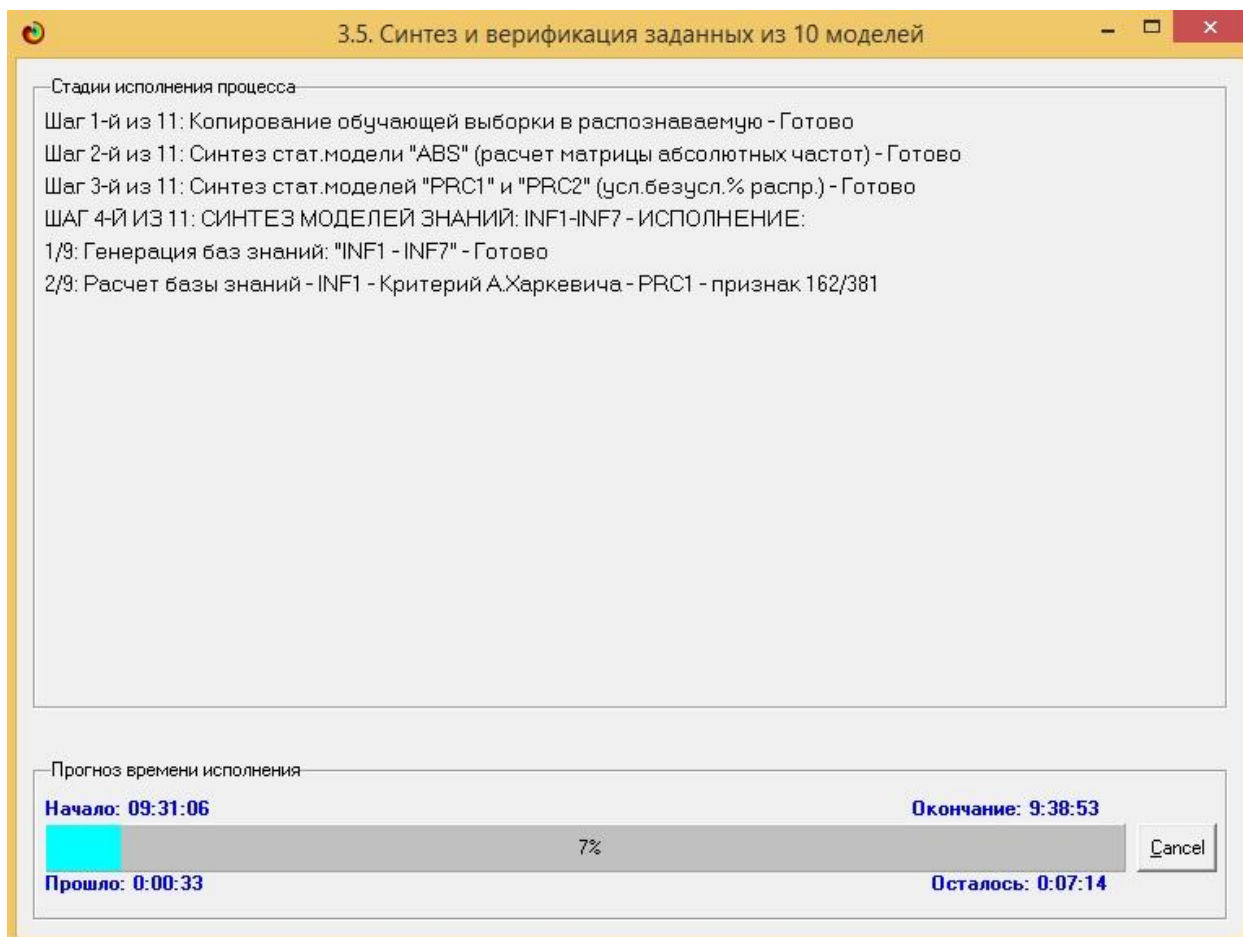 3.5. Синтез и верификация заданных из 10 моделей
Стадии исполнения процесса
Шаг 1-й из 11: Копирование обучающей выборки в распознаваемую - Готово
Шаг 2-й из 11: Синтез стат.модели "ABS" (расчет матрицы абсолютных частот) - Готово
Шаг 3-й из 11: Синтез стат.моделей "PRC1" и "PRC2" (усл.безусл.% распр.) - Готово
ШАГ 4-Й ИЗ 11: СИНТЕЗ МОДЕЛЕЙ ЗНАНИЙ: INF1-INF7 - ИСПОЛНЕНИЕ:
1/9: Генерация баз знаний: "INF1 - INF7" - Готово
2/9: Расчет базы знаний - INF1 - Критерий А.Харкевича - PRC1 - признак 162/381
Прогноз времени исполнения
Начало: 09:31:06 Окончание: 9:38:53
7% Cancel
Прошло: 0:00:33 Осталось: 0:07:14